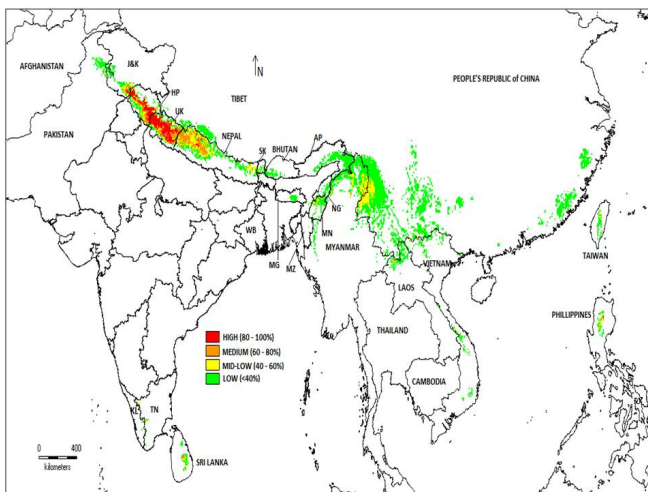 AFGHANISTAN
J&K
N
PEOPLE'S REPUBLIC of CHINA
HP
TIBET
UK
PAKISTAN
NEPAL
SK
BHUTAN
AP
NG
WB
MN
MYANMAR
MG
MZ
VIETNAM
TAIWAN
LAOS
THAILAND
PHILLIPPINES
CAMBODIA
HIGH (80 - 100%)
MEDIUM (60 - 80%)
MID-LOW (40 - 60%)
LOW (<40%)
KL
TN
SRI LANKA
0 400
kilometers